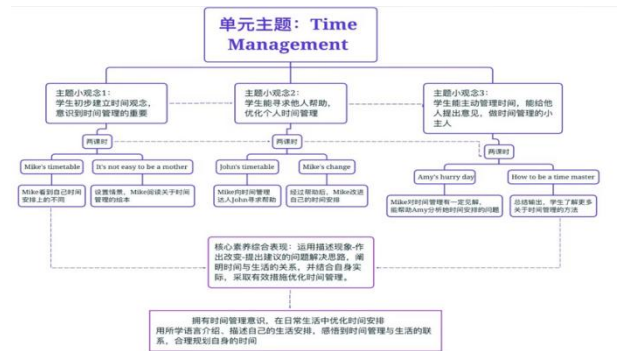 单元主题：Time
Management
主题小观念1：
学生初步建立时间观念，
意识到时间管理的重要
主题小观念2：
学生能寻求他人帮助，
优化个人时间管理
主题小观念3：
学生能主动管理时间，能给他
人提出意见，做时间管理的小
主人
两课时
两课时
两课时
Mike's timetable
It's not easy to be a mother
John's timetable
Mike's change
Amy's hurry day
How to be a time master
Mike看到自己时间
安排上的不同
设置情景，Mike阅读关于时间
管理的绘本
Mike向时间管理
达人John寻求帮助
经过帮助后，Mike改进
自己的时间安排
Mike对时间管理有一定见解，
能帮助Amy分析她时间安排的问题
总结输出，学生了解更多
关于时间管理的方法
核心素养综合表现：运用描述现象-作
出改变-提出建议的问题解决思路，阐
明时间与生活的关系，并结合自身实
际，采取有效措施优化时间管理。
拥有时间管理意识，在日常生活中优化时间安排
用所学语言介绍、描述自己的生活安排，感悟到时间管理与生活的联
系，合理规划自身的时间